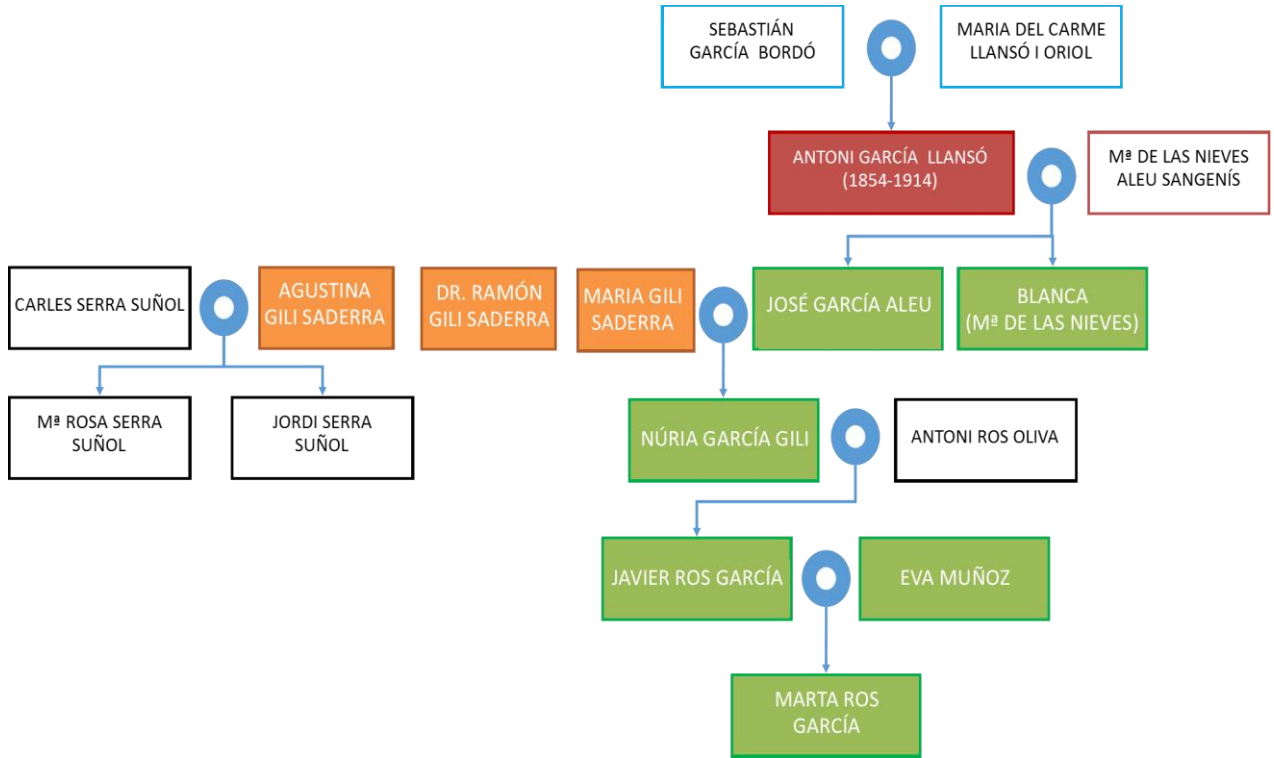 SEBASTIÁN
GARCÍA BORDÓ
MARIA DEL CARME
LLANSÓ I ORIOL
ANTONI GARCÍA LLANSÓ
(1854-1914)
Mª DE LAS NIEVES
ALEU SANGENÍS
CARLES SERRA SUÑOL
AGUSTINA
GILI SADERRA
DR. RAMÓN
GILI SADERRA
MARIA GILI
SADERRA
JOSÉ GARCÍA ALEU
BLANCA
(Mª DE LAS NIEVES)
Mª ROSA SERRA
SUÑOL
JORDI SERRA
SUÑOL
NÚRIA GARCÍA GILI
ANTONI ROS OLIVA
JAVIER ROS GARCÍA
EVA MUÑOZ
MARTA ROS
GARCÍA